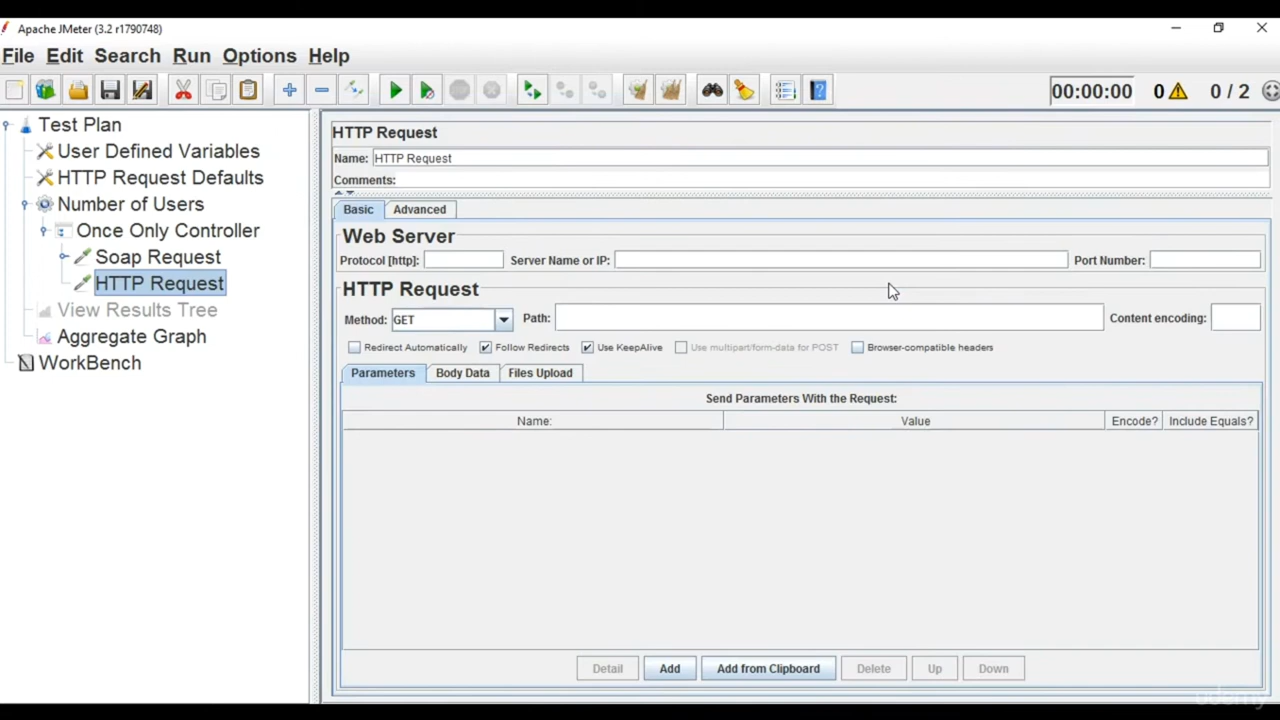 Apache JMeter (3.2 r1790748)
File Edit Search Run Options Help
00:00:00 0 0 / 2
Test Plan
User Defined Variables
HTTP Request Defaults
Number of Users
Once Only Controller
Soap Request
HTTP Request
View Results Tree
Aggregate Graph
WorkBench
HTTP Request
Name: HTTP Request
Comments:
Basic Advanced
Web Server
Protocol [http]: Server Name or IP: Port Number:
HTTP Request
Method: GET Path: Content encoding:
Redirect Automatically Follow Redirects Use KeepAlive Use multipart/form-data for POST Browser-compatible headers
Parameters Body Data Files Upload
Send Parameters With the Request:
Name: Value Encode? Include Equals?
Detail Add Add from Clipboard Delete Up Down
udemy